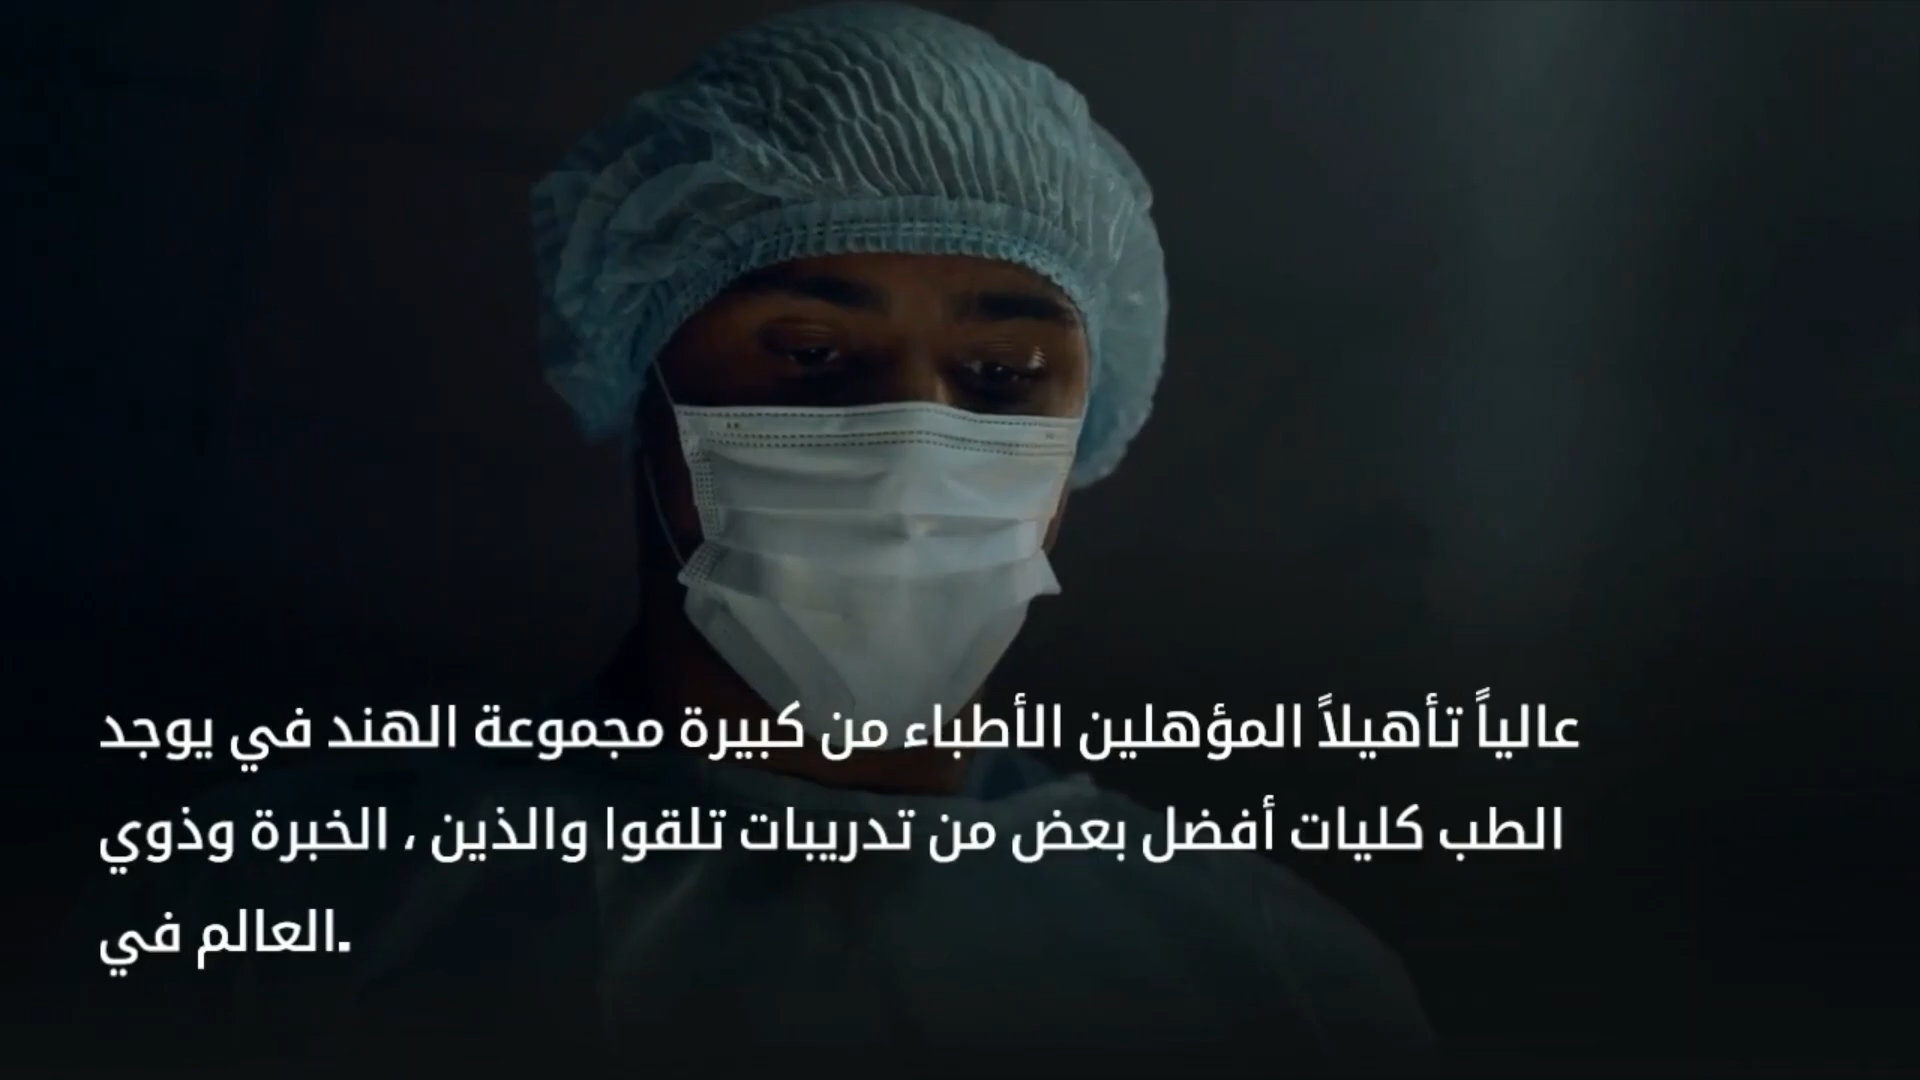 يوجد في الهند مجموعة كبيرة من الأطباء المؤهلين تأهيلاً عالياً
وذوي الخبرة ، والذين تلقوا تدريبات من بعض أفضل كليات الطب
في العالم.